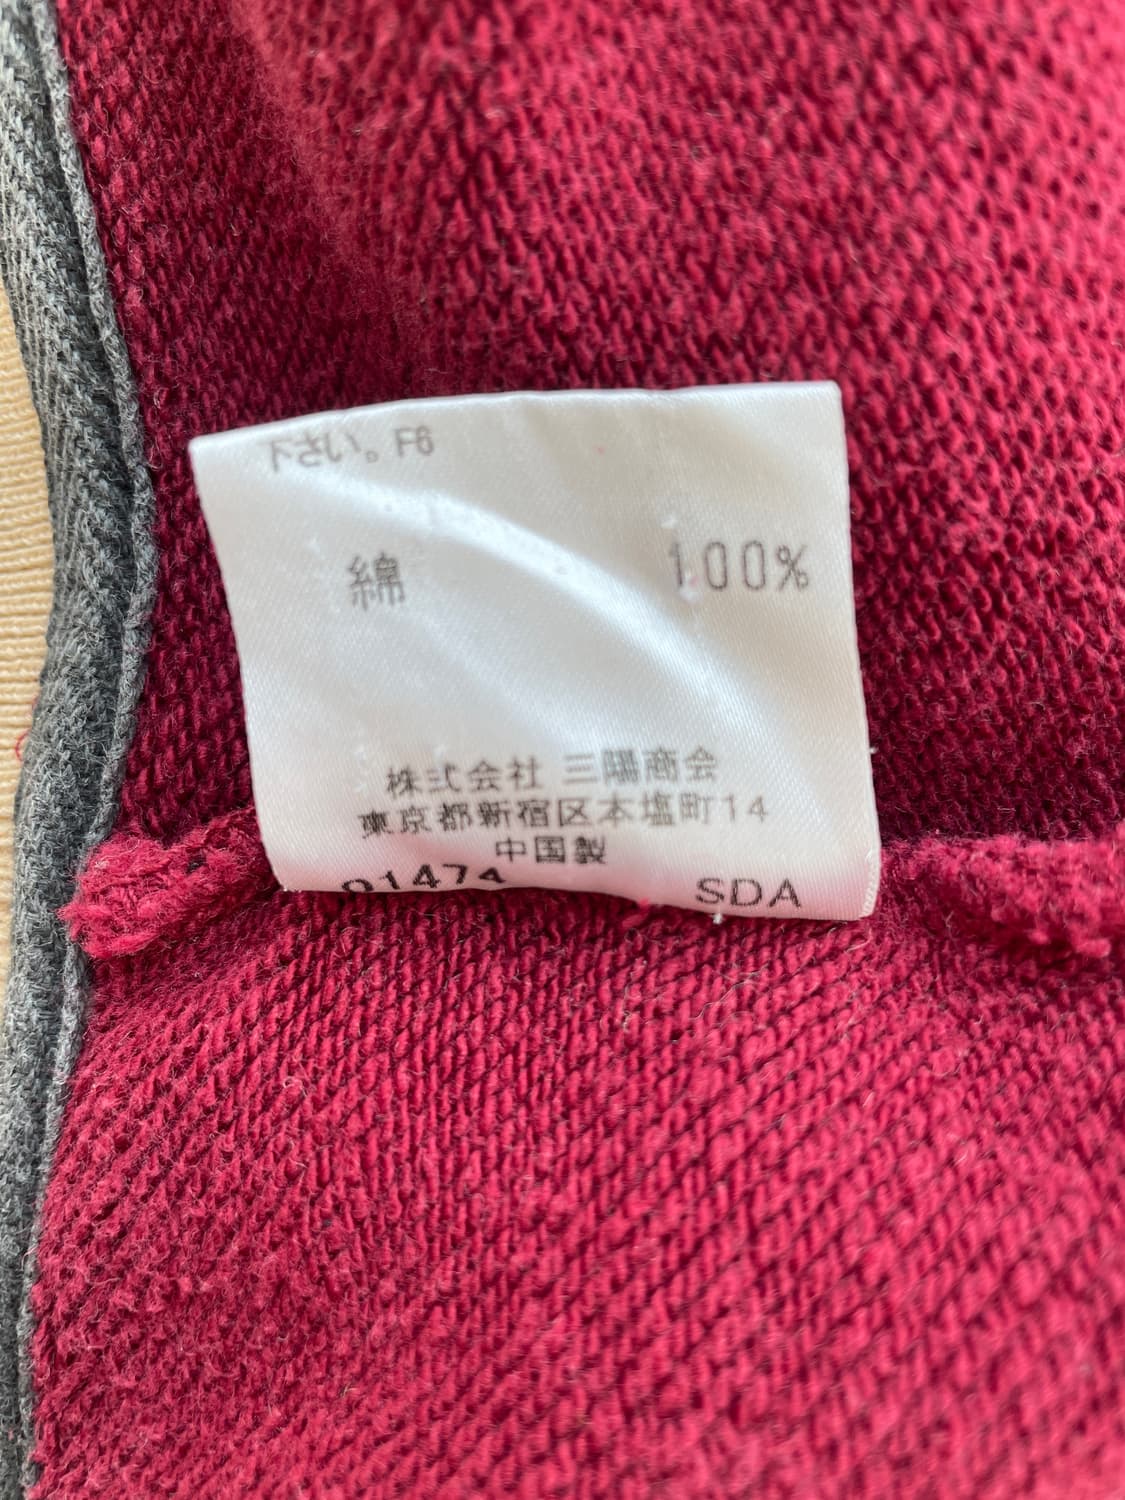 下さい。F6
綿 100%
株式会社 三陽商会
東京都新宿区本塩町14
中国製
01474 SDA